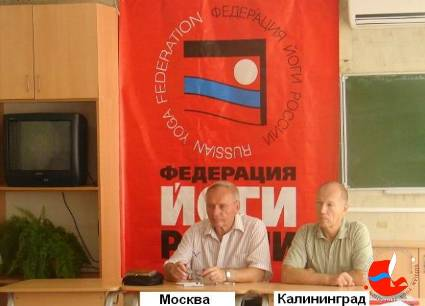 RUSSIAN YOGA FEDERATION ФЕДЕРАЦИЯ ЙОГИ РОССИИ
ФЕДЕРАЦИЯ
ЙОГИ
Москва
Калининград